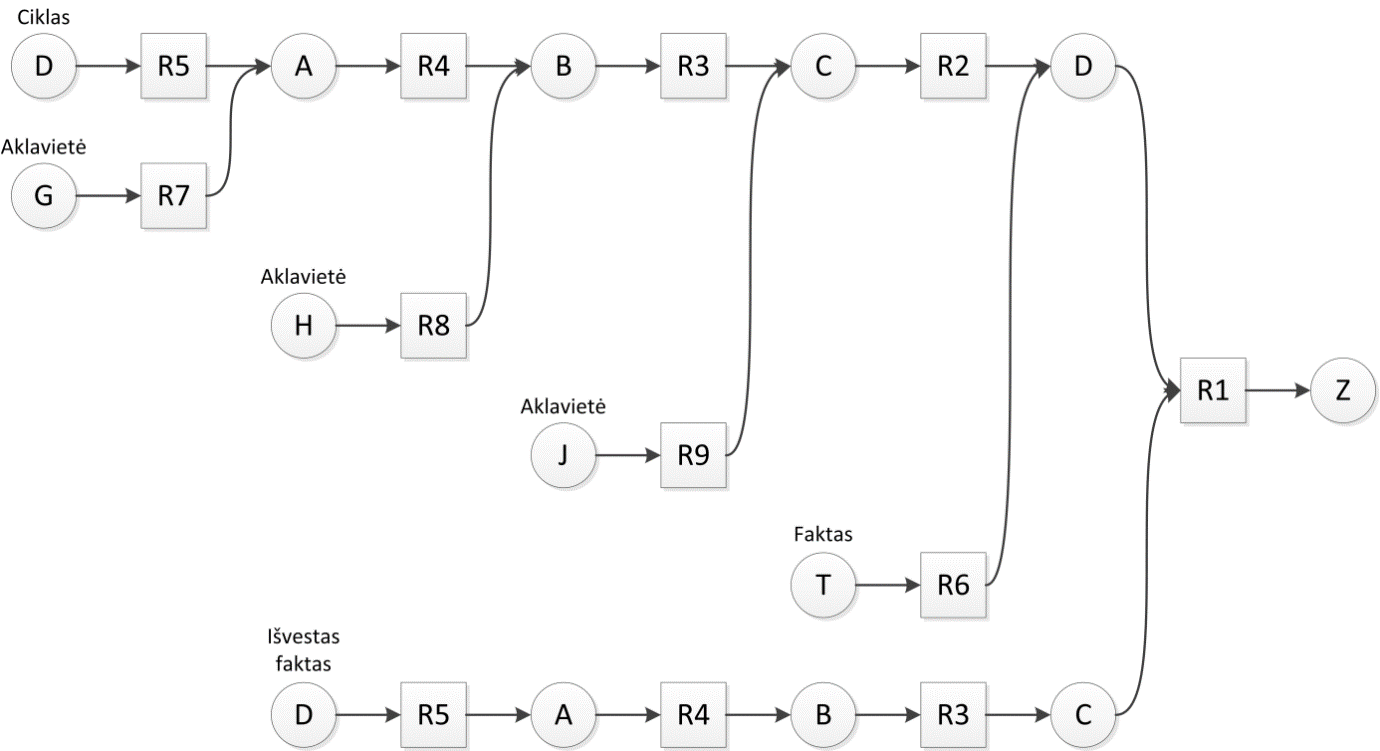 Ciklas
D R5 A R4 B R3 C R2 D
Aklavietė
G R7
Aklavietė
H R8
R1 Z
Aklavietė
J R9
Faktas
T R6
Išvestas
faktas
D R5 A R4 B R3 C